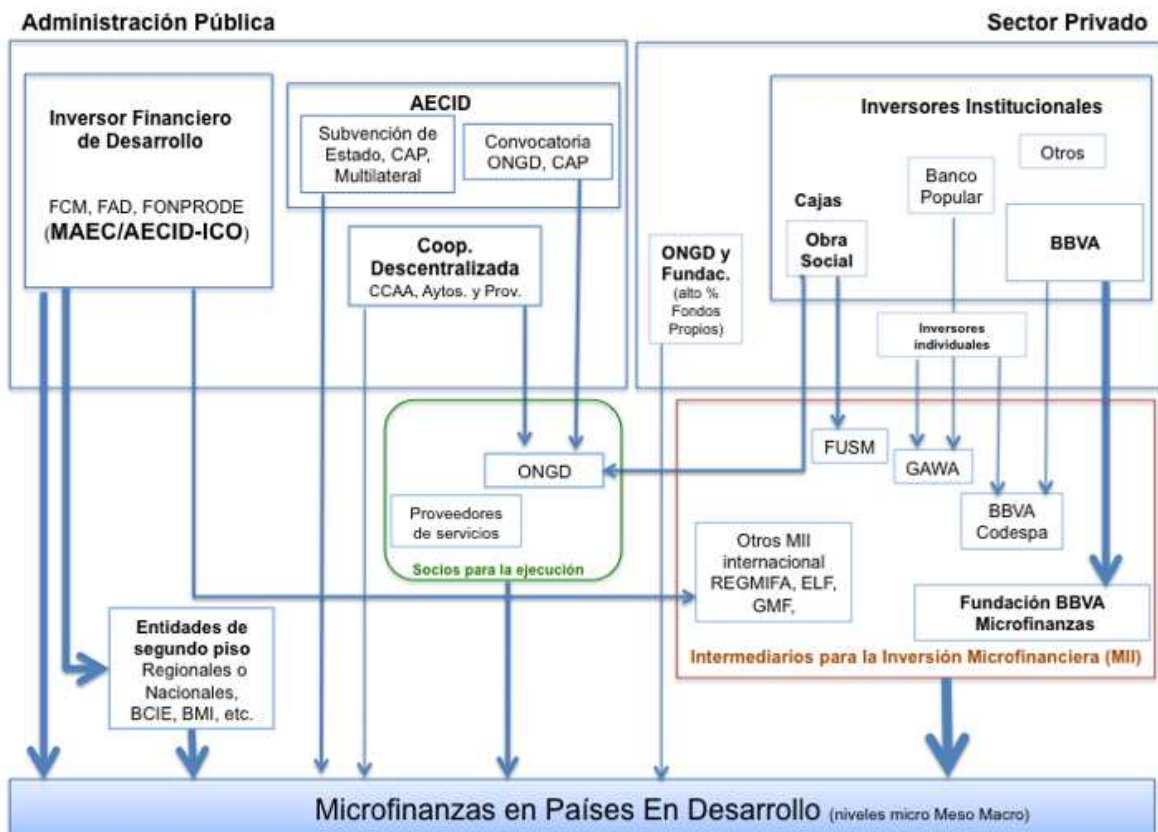 Administración Pública
Sector Privado
Inversor Financiero
de Desarrollo
FCM, FAD, FONPRODE
(MAEC/AECID-ICO)
AECID
Subvención de
Estado, CAP,
Multilateral
Convocatoria
ONGD, CAP
Coop.
Descentralizada
CCAA, Aytos. y Prov.
ONGD y
Fundac.
(alto %
Fondos
Propios)
Inversores Institucionales
Otros
Banco
Popular
Cajas
Obra
Social
BBVA
Inversores
individuales
ONGD
Proveedores
de servicios
Socios para la ejecución
FUSM
GAWA
BBVA
Codespa
Otros MII
internacional
REGMIFA, ELF,
GMF,
Fundación BBVA
Microfinanzas
Intermediarios para la Inversión Microfinanciera (MII)
Entidades de
segundo piso
Regionales o
Nacionales,
BCIE, BMI, etc.
Microfinanzas en Países En Desarrollo (niveles micro Meso Macro)